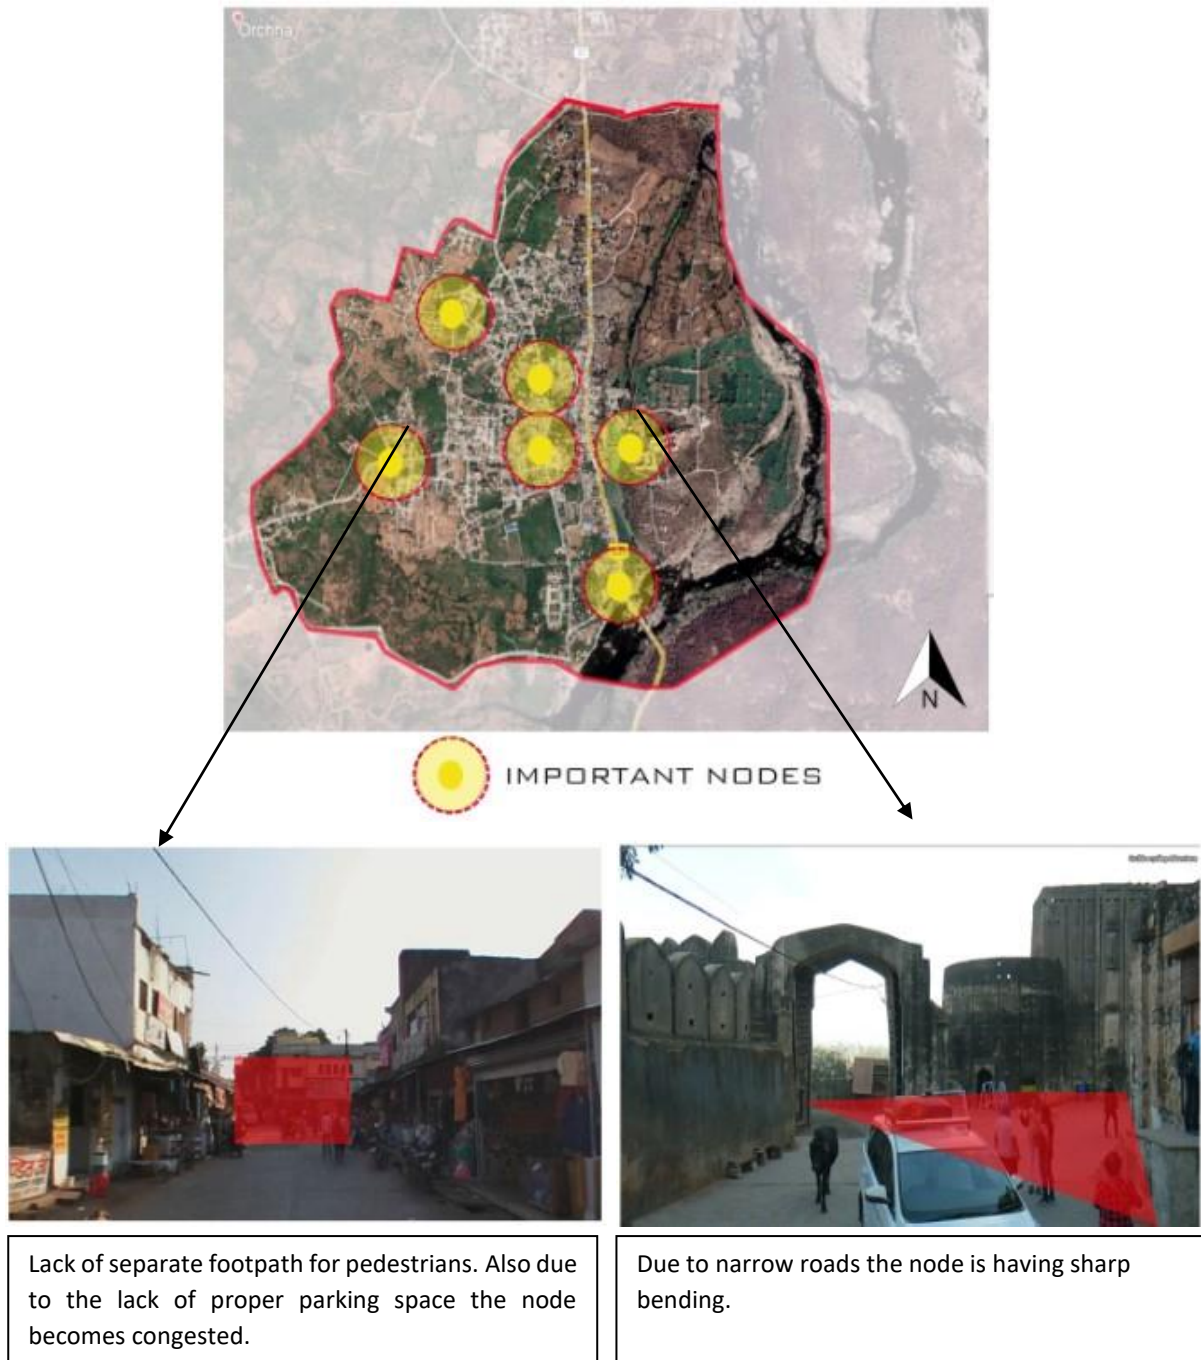 Orchha
N
IMPORTANT NODES
Lack of separate footpath for pedestrians. Also due
to the lack of proper parking space the node
becomes congested.
Due to narrow roads the node is having sharp
bending.